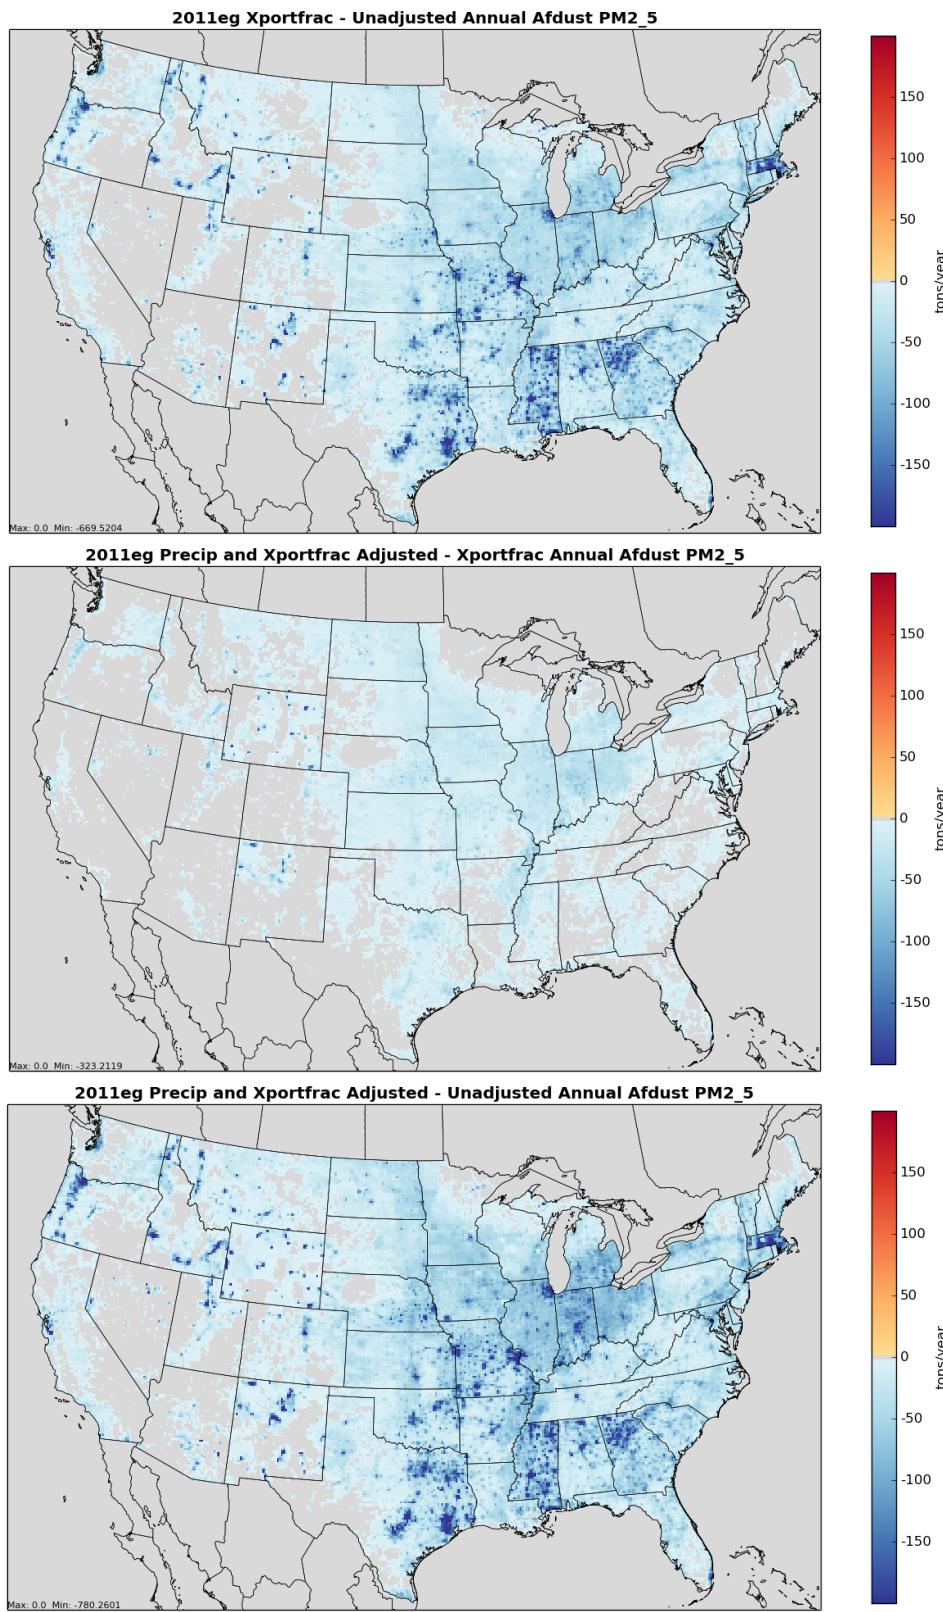 2011eg Xportfrac - Unadjusted Annual Afdust PM2_5
150
100
50
0
-50
-100
-150
tons/year
Max: 0.0 Min: -669.5204
2011eg Precip and Xportfrac Adjusted - Xportfrac Annual Afdust PM2_5
150
100
50
0
-50
-100
-150
tons/year
Max: 0.0 Min: -323.2119
2011eg Precip and Xportfrac Adjusted - Unadjusted Annual Afdust PM2_5
150
100
50
0
-50
-100
-150
tons/year
Max: 0.0 Min: -780.2601